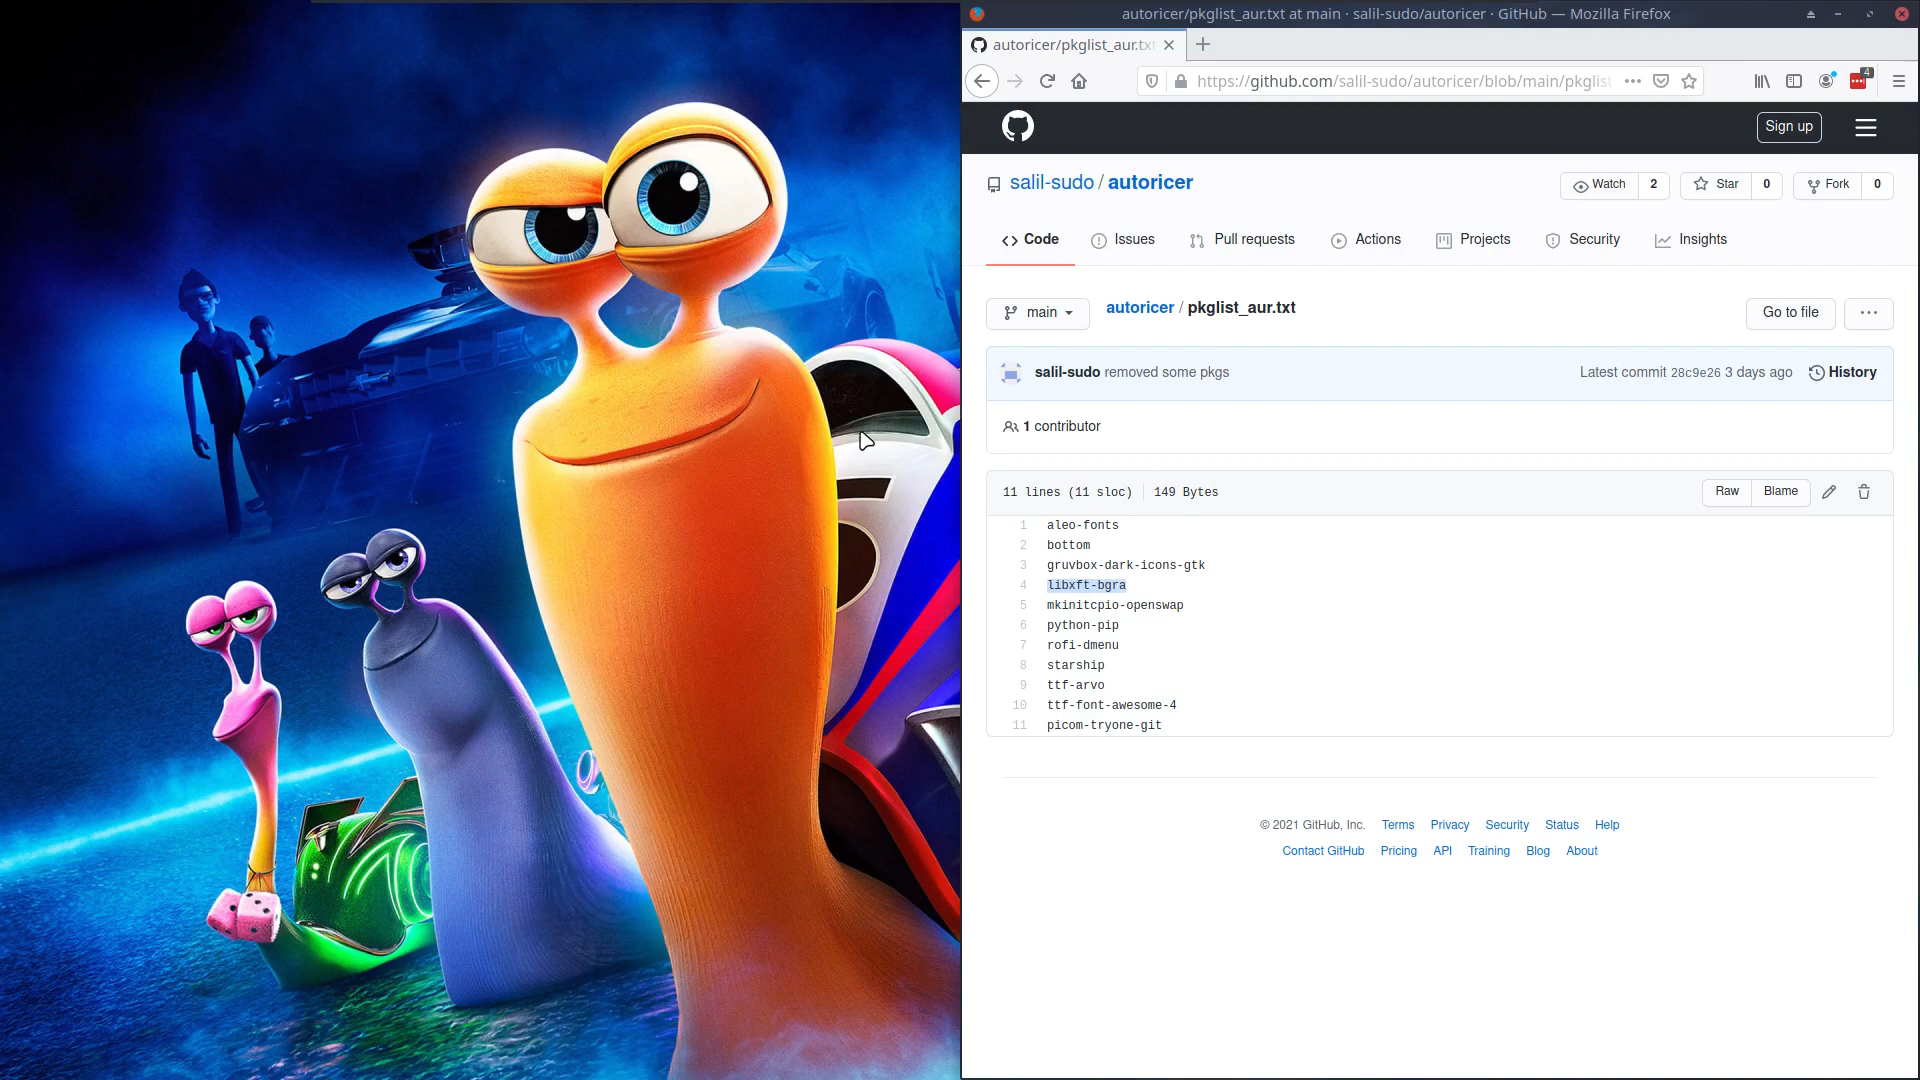 autoricer/pkglist_aur.txt at main · salil-sudo/autoricer · GitHub — Mozilla Firefox
autoricer/pkglist_aur.txt
https://github.com/salil-sudo/autoricer/blob/main/pkglist
4
Sign up
salil-sudo / autoricer
Watch 2 Star 0 Fork 0
Code Issues Pull requests Actions Projects Security Insights
main autoricer / pkglist_aur.txt Go to file
salil-sudo removed some pkgs Latest commit 28c9e26 3 days ago History
1 contributor
11 lines (11 sloc) 149 Bytes Raw Blame
1 aleo-fonts
2 bottom
3 gruvbox-dark-icons-gtk
4 libxft-bgra
5 mkinitcpio-openswap
6 python-pip
7 rofi-dmenu
8 starship
9 ttf-arvo
10 ttf-font-awesome-4
11 picom-tryone-git
© 2021 GitHub, Inc. Terms Privacy Security Status Help
Contact GitHub Pricing API Training Blog About